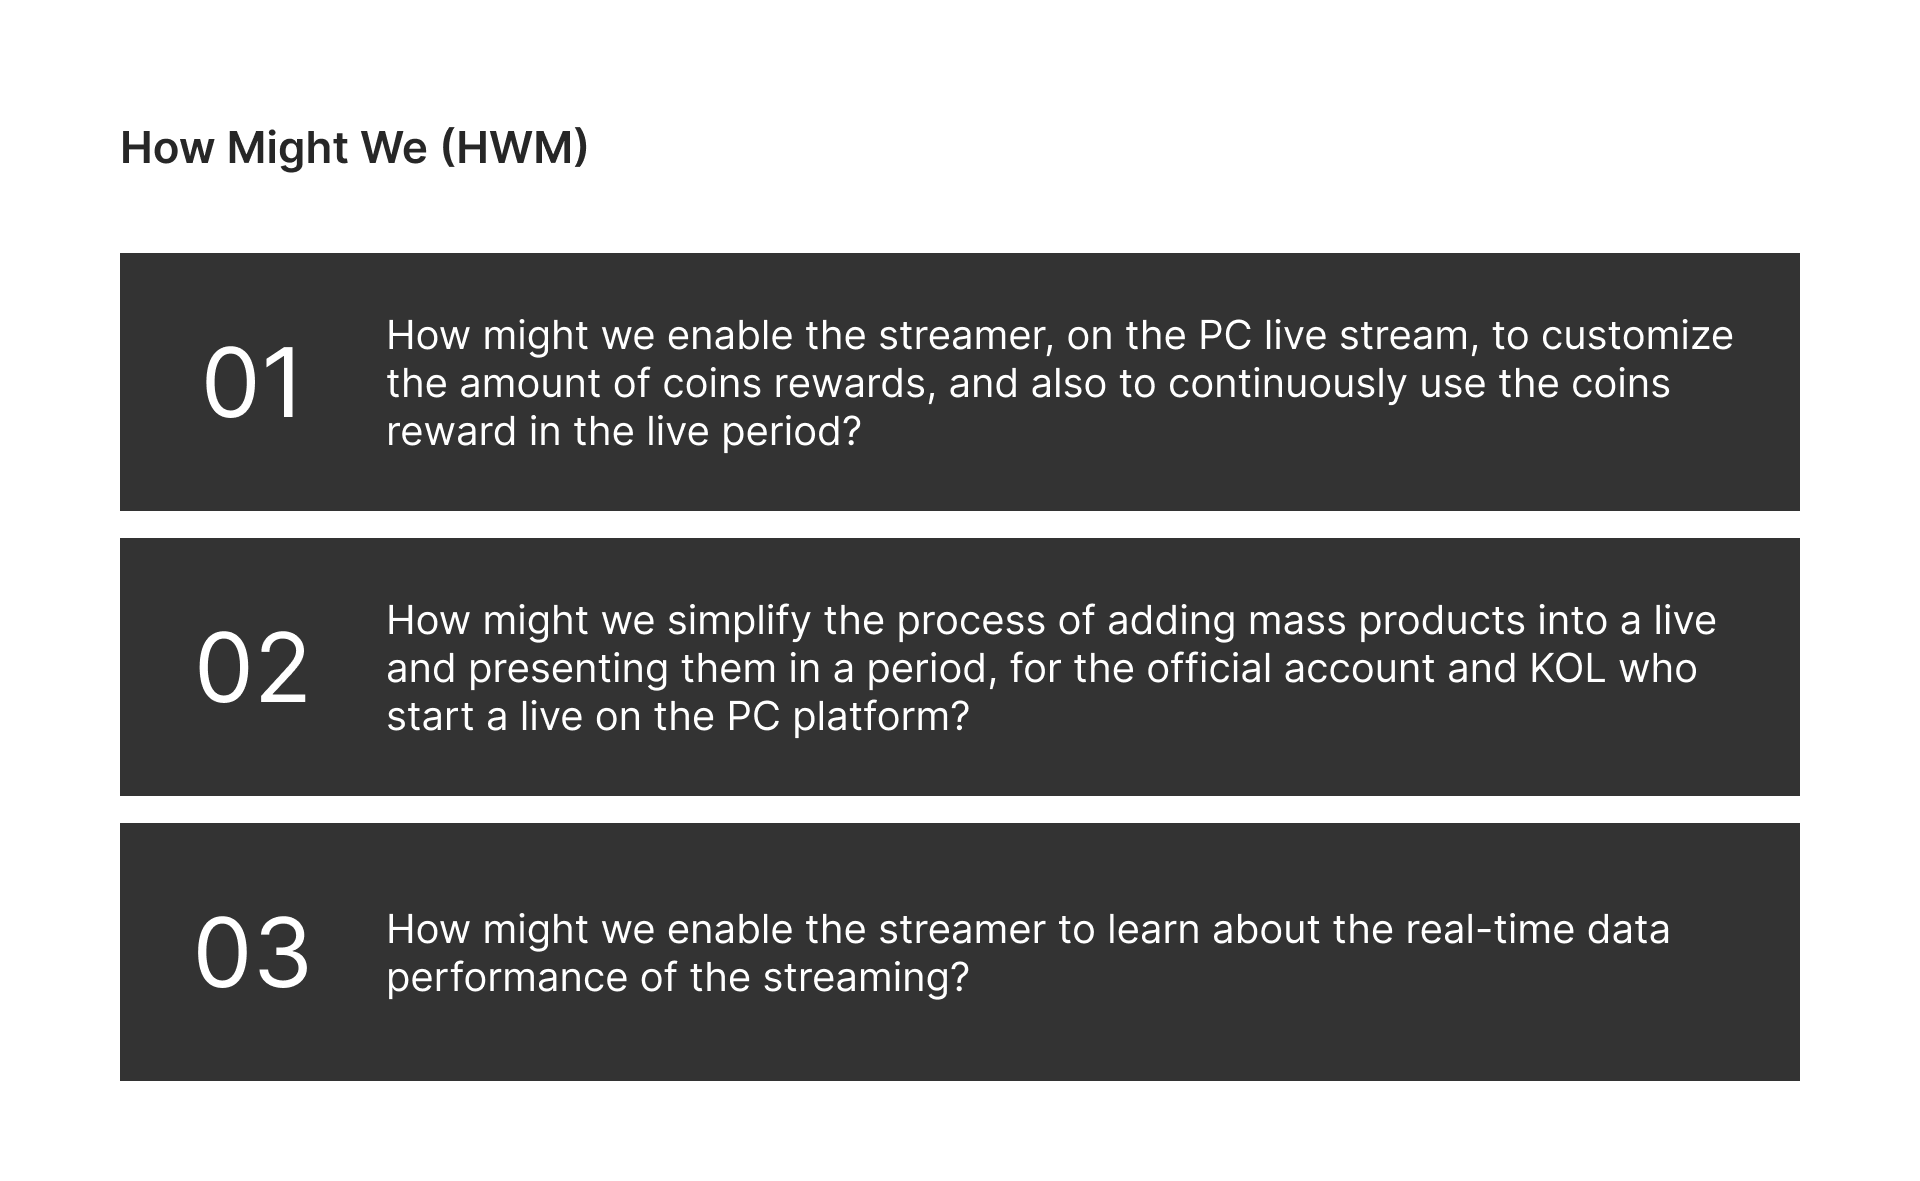 How Might We (HWM)
01
How might we enable the streamer, on the PC live stream, to customize
the amount of coins rewards, and also to continuously use the coins
reward in the live period?
02
How might we simplify the process of adding mass products into a live
and presenting them in a period, for the official account and KOL who
start a live on the PC platform?
03
How might we enable the streamer to learn about the real-time data
performance of the streaming?